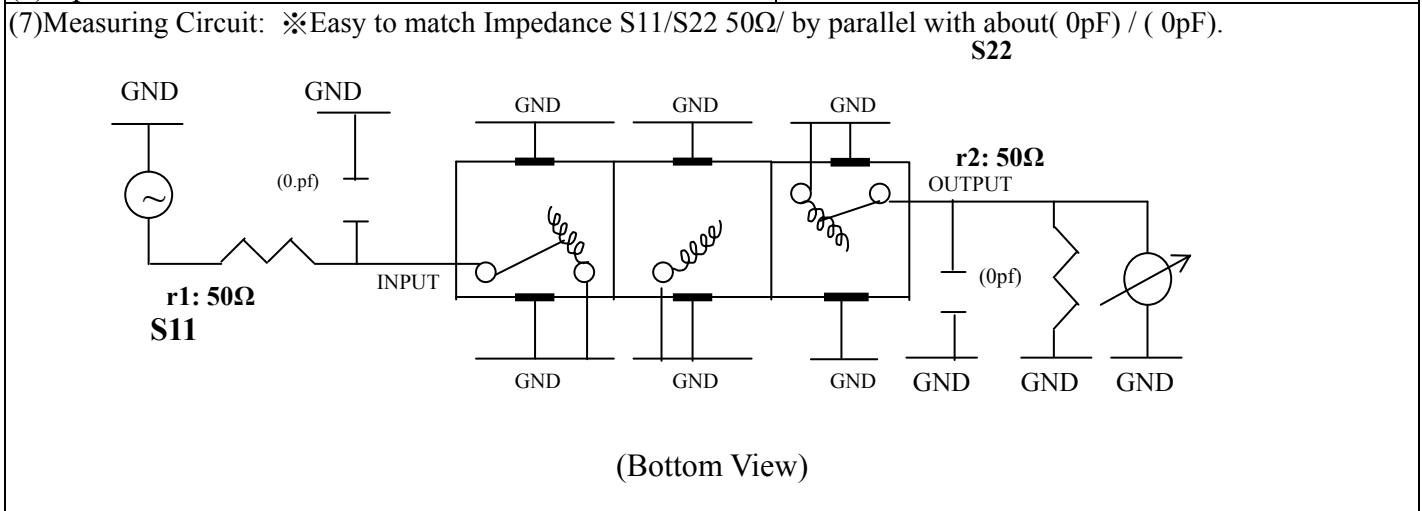 (7)Measuring Circuit: ※Easy to match Impedance S11/S22 50Ω/ by parallel with about( 0pF) / ( 0pF).
S22
GND
GND
GND
GND
GND
r2: 50Ω
(0.pf)
OUTPUT
INPUT
(0pf)
r1: 50Ω
S11
GND
GND
GND
GND
GND
GND
(Bottom View)